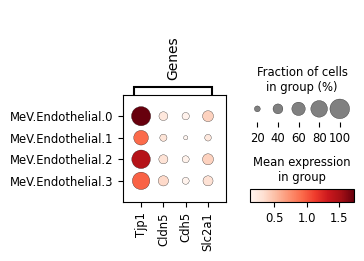 Genes
MeV.Endothelial.0
MeV.Endothelial.1
MeV.Endothelial.2
MeV.Endothelial.3
Tjp1
Cldn5
Cdh5
Slc2a1
Fraction of cells
in group (%)
20 40 60 80 100
Mean expression
in group
0.5 1.0 1.5